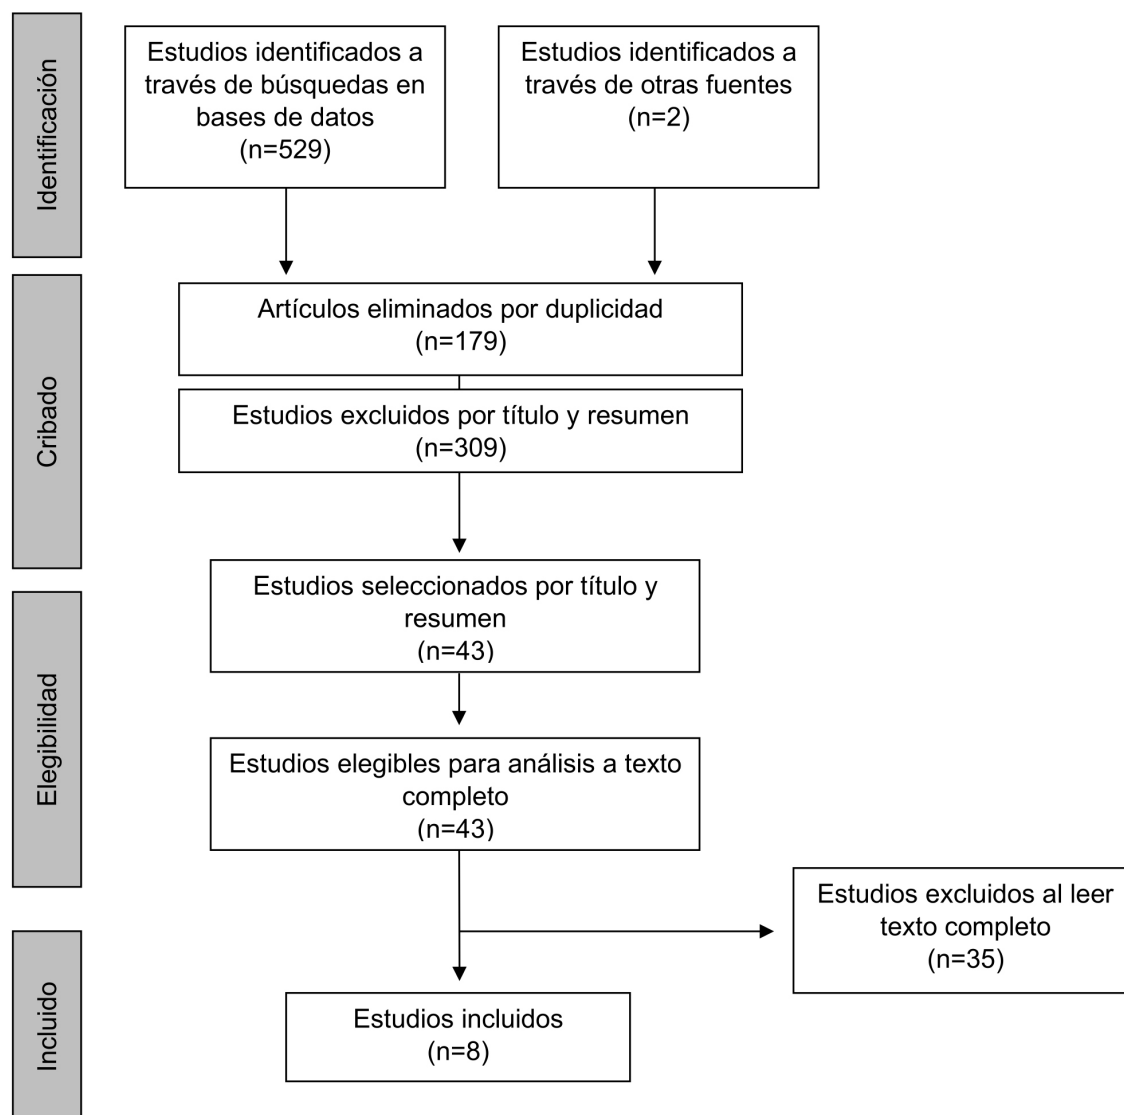 Identificación
Estudios identificados a
través de búsquedas en
bases de datos
(n=529)
Estudios identificados a
través de otras fuentes
(n=2)
Cribado
Artículos eliminados por duplicidad
(n=179)
Estudios excluidos por título y resumen
(n=309)
Elegibilidad
Estudios seleccionados por título y
resumen
(n=43)
Estudios elegibles para análisis a texto
completo
(n=43)
Estudios excluidos al leer
texto completo
(n=35)
Incluido
Estudios incluidos
(n=8)